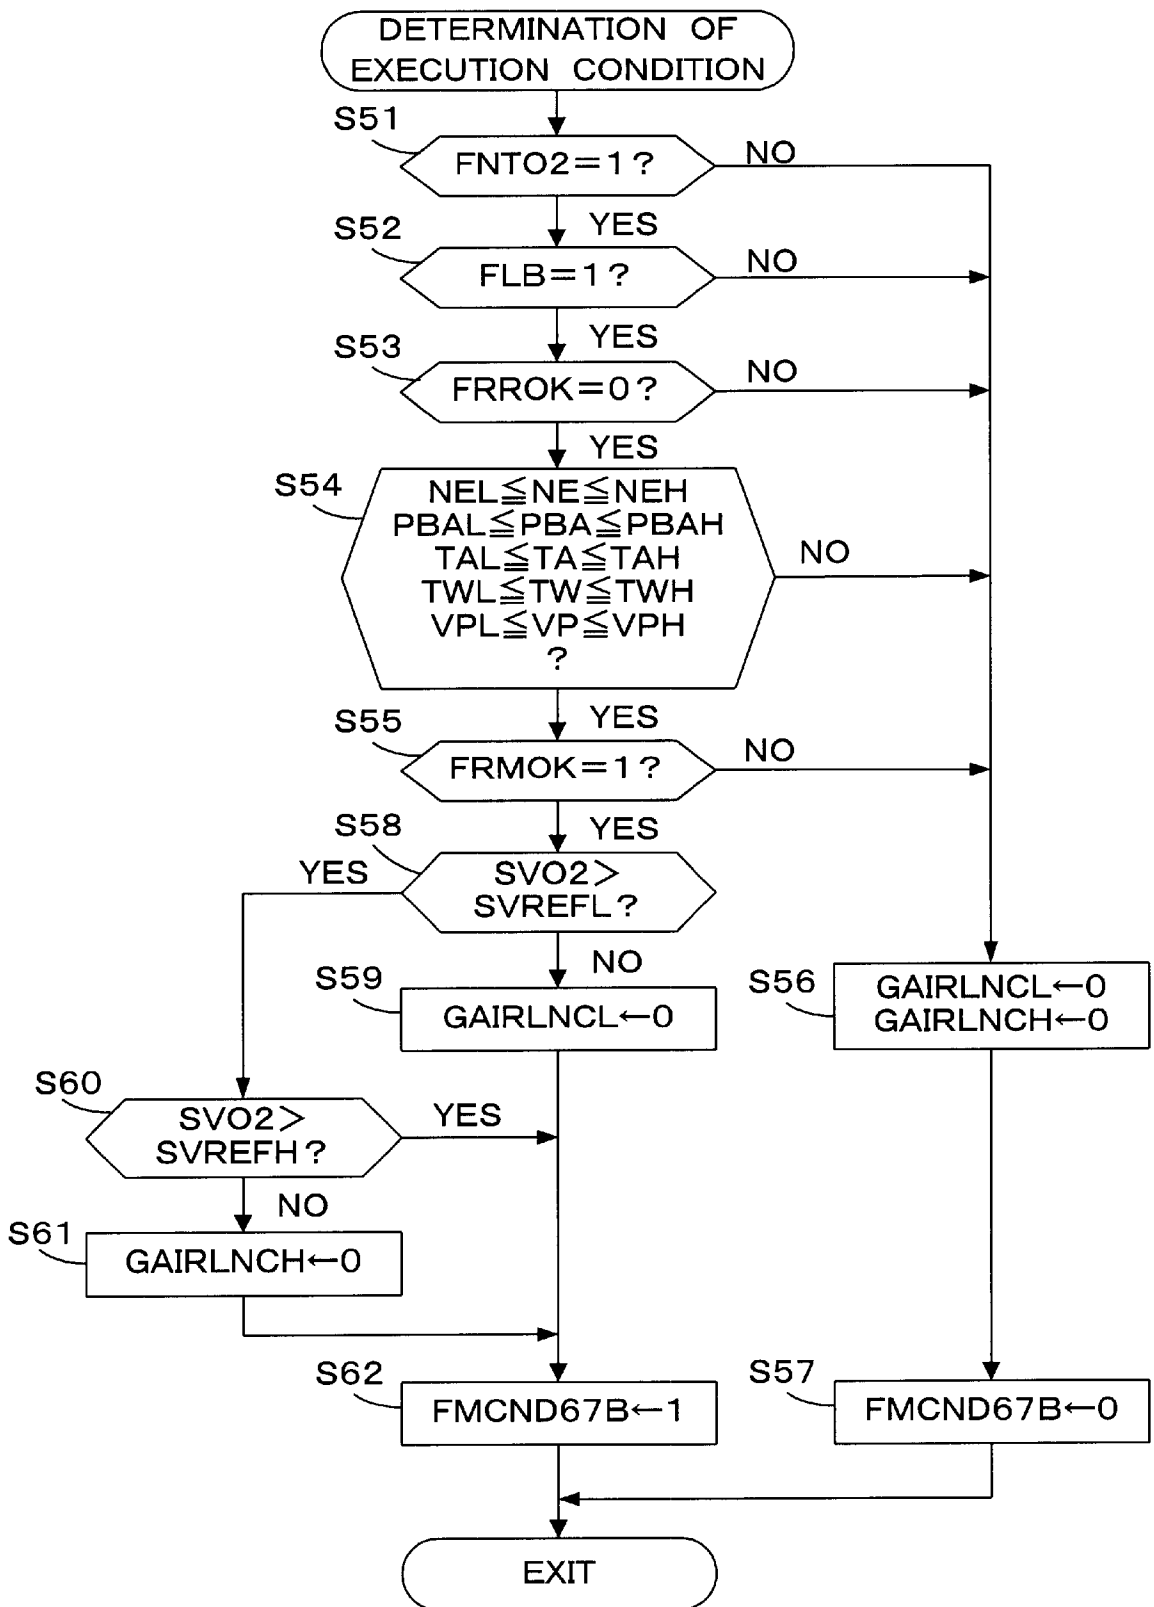 DETERMINATION OF
EXECUTION CONDITION
S51
FNTO2=1?
NO
YES
S52
FLB=1?
NO
YES
S53
FRROK=0?
NO
YES
S54
NEL≦NE≦NEH
PBAL≦PBA≦PBAH
TAL≦TA≦TAH
TWL≦TW≦TWH
VPL≦VP≦VPH
?
NO
YES
S55
FRMOK=1?
NO
YES
S58
SVO2>
SVREFL?
YES
NO
S59
GAIRLNCL←0
S56
GAIRLNCL←0
GAIRLNCH←0
S60
SVO2>
SVREFH?
YES
NO
S61
GAIRLNCH←0
S62
FMCND67B←1
S57
FMCND67B←0
EXIT